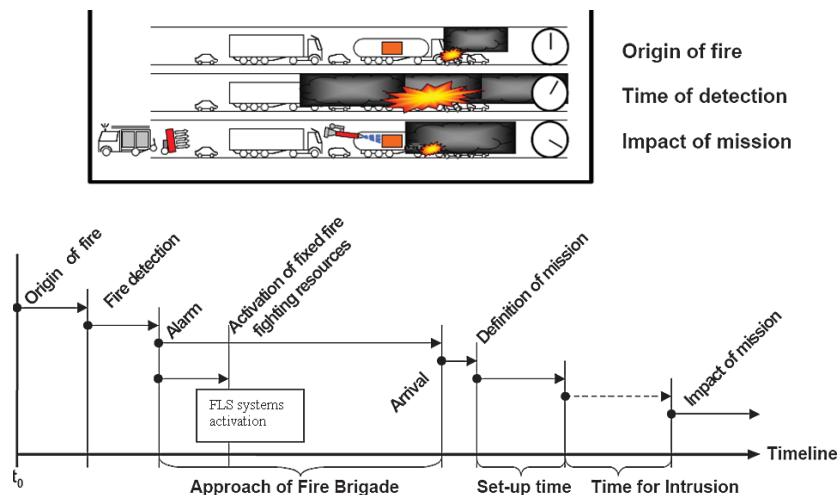 Origin of fire
Time of detection
Impact of mission
Origin of fire
Fire detection
Alarm
Activation of fixed fire
fighting resources
Arrival
Definition of mission
Impact of mission
FLS systems
activation
Timeline
t0
Approach of Fire Brigade
Set-up time
Time for Intrusion